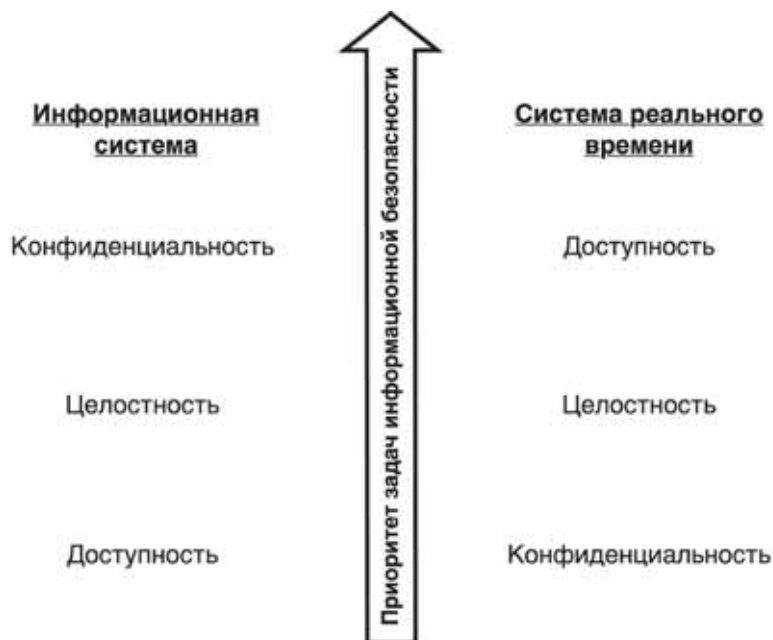 Информационная
система
Конфиденциальность
Целостность
Доступность
Приоритет задач информационной безопасности
Система реального
времени
Доступность
Целостность
Конфиденциальность